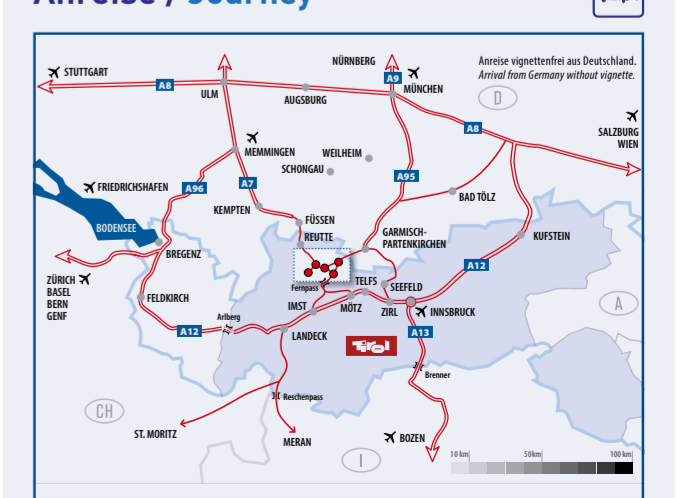 Anreise / Journey
NÜRNBERG
Anreise vignettenfrei aus Deutschland.
Arrival from Germany without vignette.
STUTTGART
A8
ULM
AUGSBURG
A9
MÜNCHEN
D
A8
SALZBURG
WIEN
MEMMINGEN
WEILHEIM
SCHONGAU
FRIEDRICHSHAFEN
A96
A7
A95
BAD TÖLZ
KEMPTEN
FÜSSEN
BODENSEE
REUTTE
GARMISCH-
PARTENKIRCHEN
KUFSTEIN
BREGENZ
A12
ZÜRICH
BASEL
BERN
GENF
Fernpass
TELFS
SEEFELD
A
FELDKIRCH
IMST
MÖTZ
ZIRL
INNSBRUCK
A12
Arlberg
LANDECK
Tirol
A13
Brenner
Reschenpass
CH
ST. MORITZ
MERAN
BOZEN
I
10 km
50km
100 km